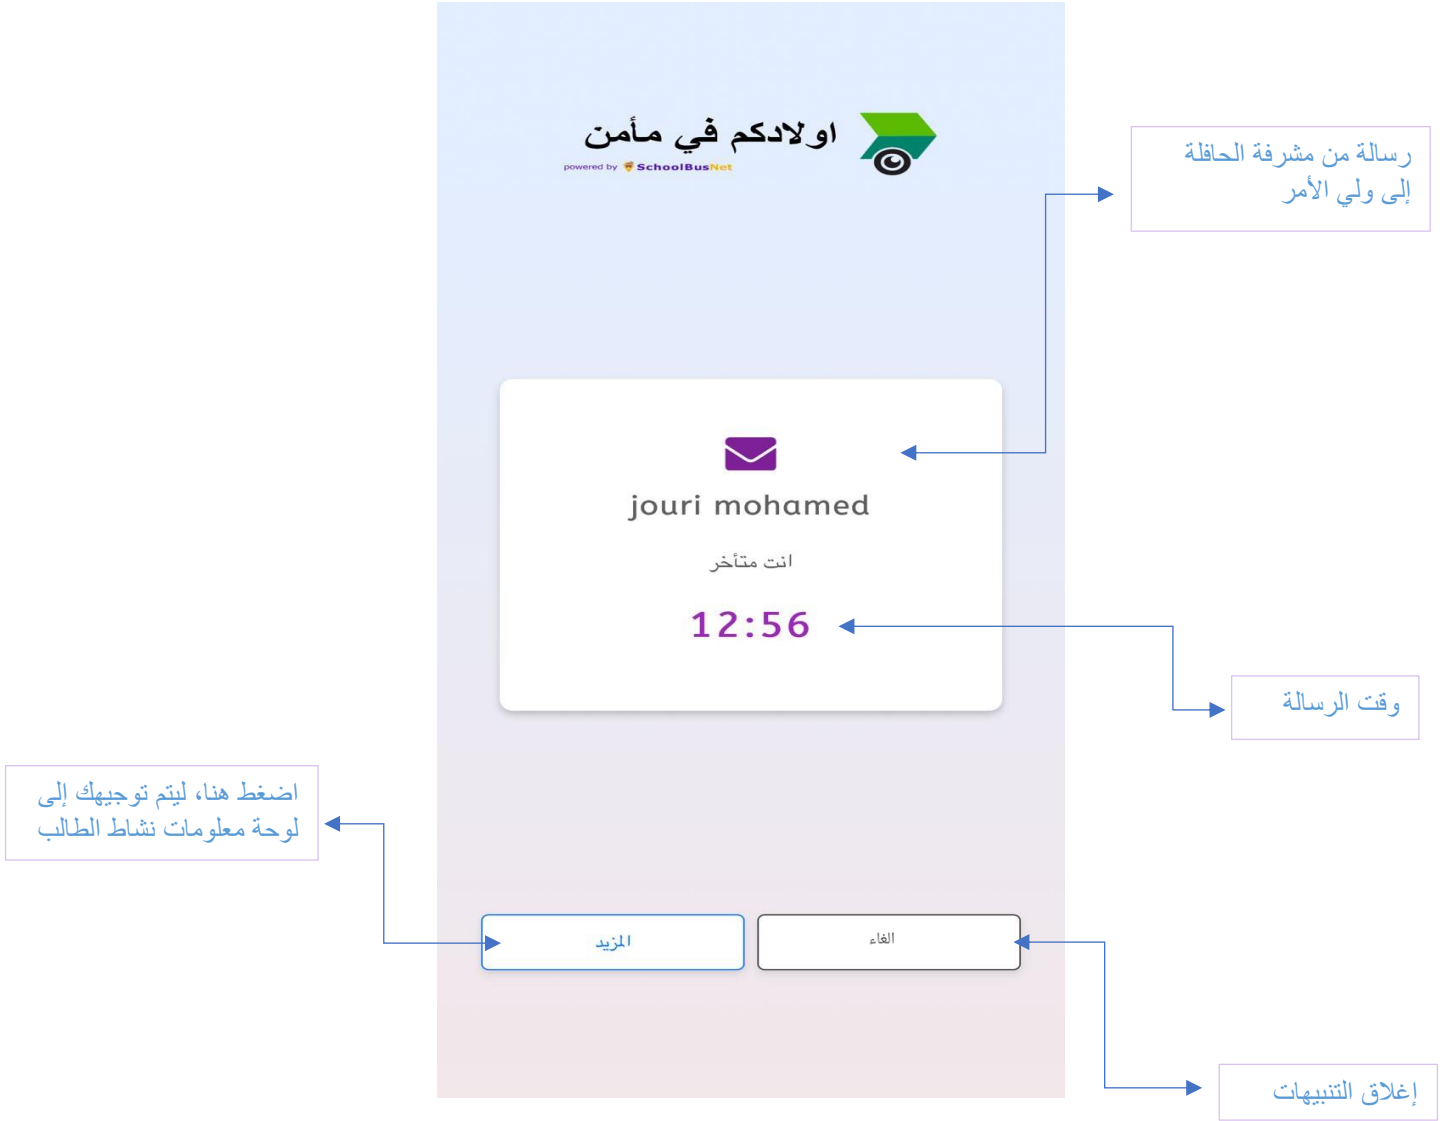 اولادكم في مأمن
powered by SchoolBusNet
رسالة من مشرفة الحافلة
إلى ولي الأمر
jouri mohamed
انت متأخر
12:56
وقت الرسالة
اضغط هنا، ليتم توجيهك إلى
لوحة معلومات نشاط الطالب
الغاء
المزيد
إغلاق التنبيهات